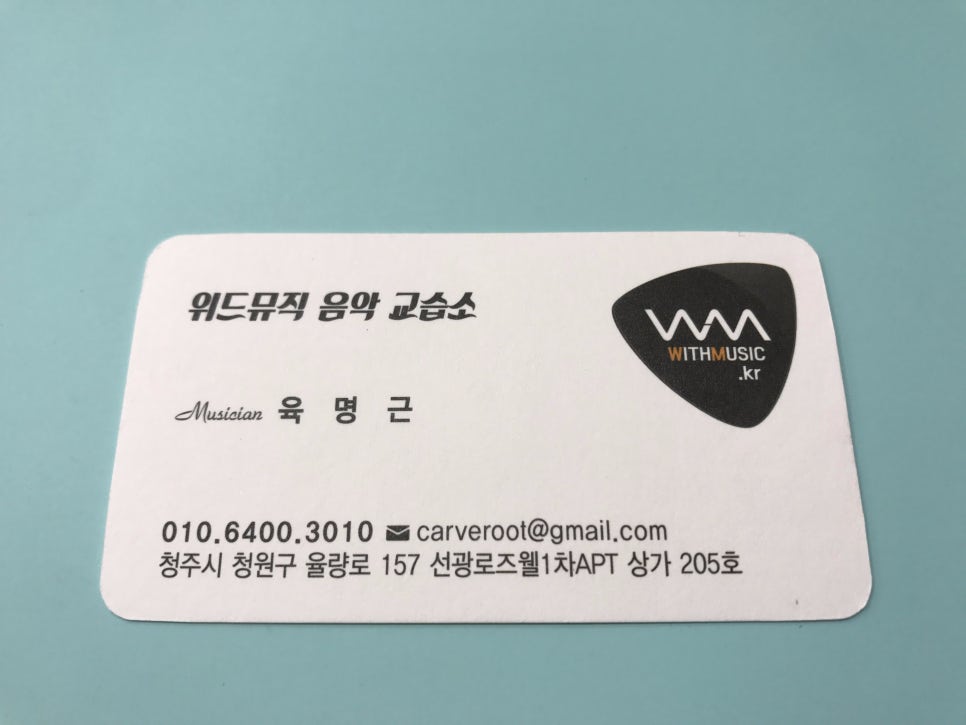 위드뮤직 음악 교습소
WM
WITHMUSIC
.kr
Musician 육 명 근
010.6400.3010 carveroot@gmail.com
청주시 청원구 율량로 157 선광로즈웰1차APT 상가 205호